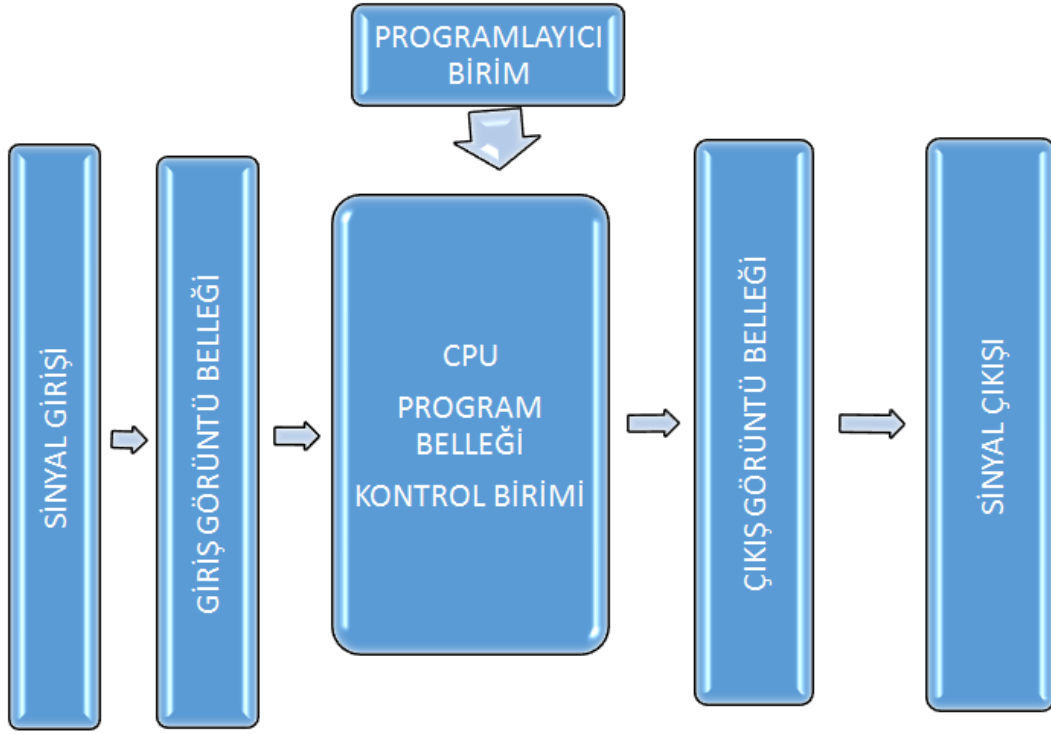 PROGRAMLAYICI
BİRİM
SİNYAL GİRİŞİ
GİRİŞ GÖRÜNTÜ BELLEĞİ
CPU
PROGRAM
BELLEĞİ
KONTROL BİRİMİ
ÇIKIŞ GÖRÜNTÜ BELLEĞİ
SİNYAL ÇIKIŞI